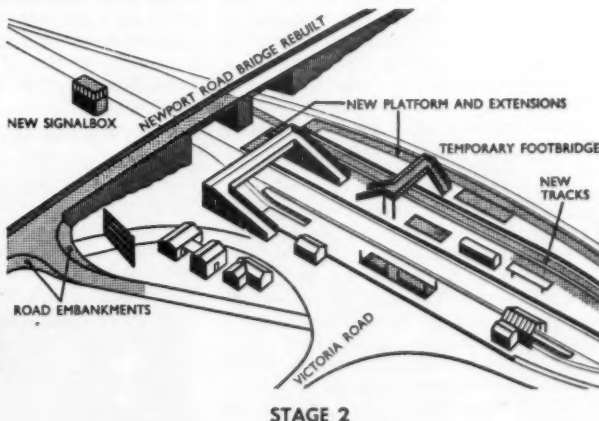 NEWPORT ROAD BRIDGE REBUILT
NEW SIGNALBOX
NEW PLATFORM AND EXTENSIONS
TEMPORARY FOOTBRIDGE
NEW
TRACKS
ROAD EMBANKMENTS
VICTORIA ROAD
STAGE 2